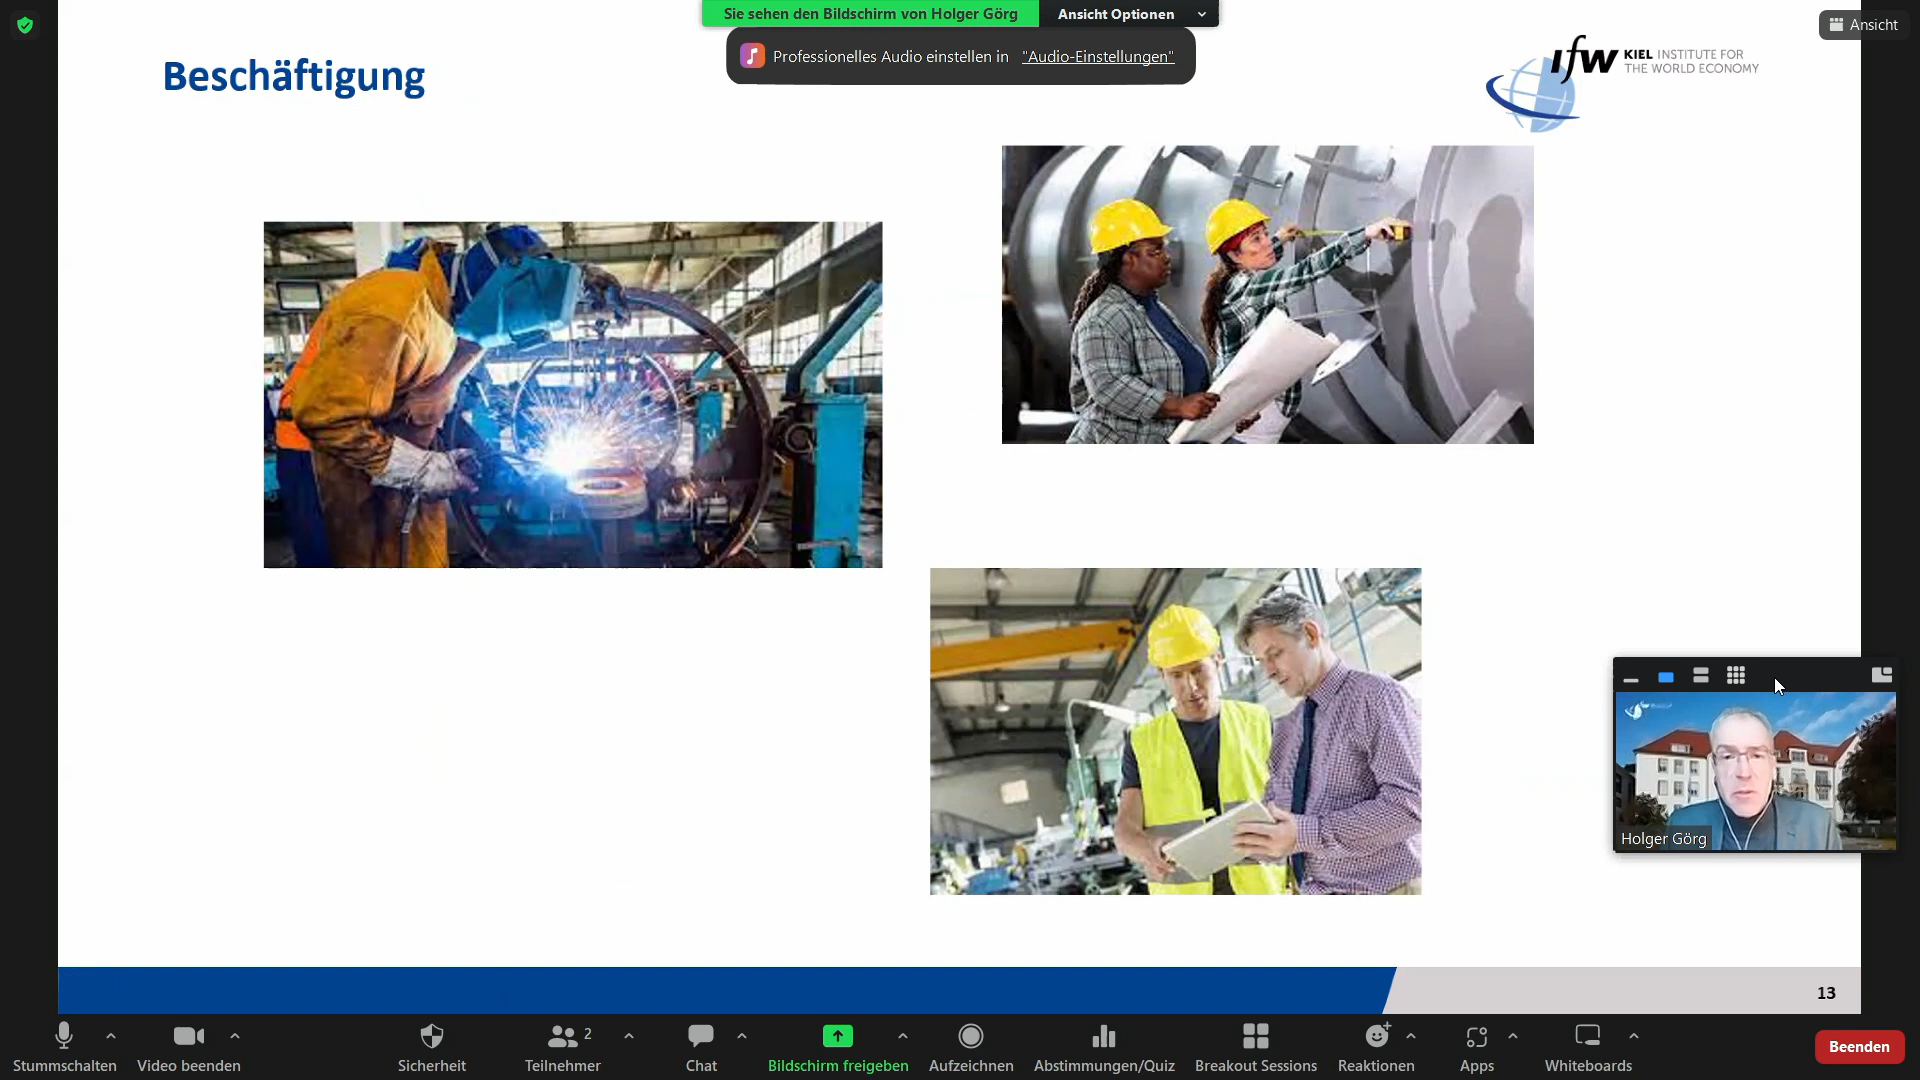 Sie sehen den Bildschirm von Holger Görg
Ansicht Optionen
Ansicht
Professionelles Audio einstellen in "Audio-Einstellungen"
Beschäftigung
ifw KIEL INSTITUTE FOR
THE WORLD ECONOMY
Holger Görg
13
2
Stummschalten
Video beenden
Sicherheit
Teilnehmer
Chat
Bildschirm freigeben
Aufzeichnen
Abstimmungen/Quiz
Breakout Sessions
Reaktionen
Apps
Whiteboards
Beenden